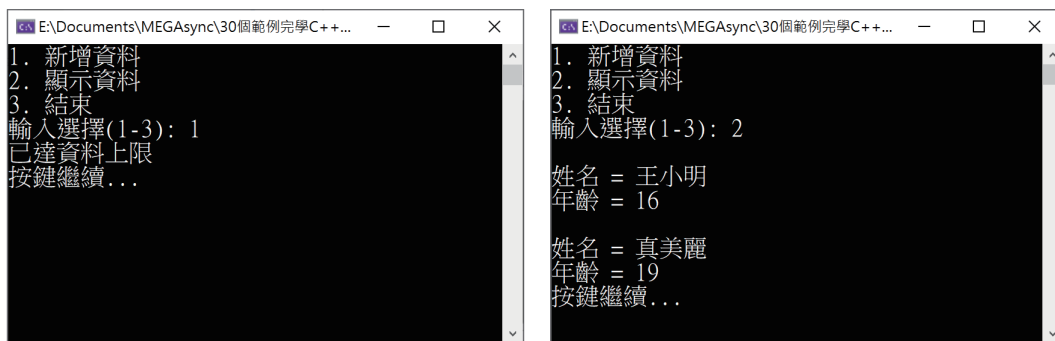 E:\Documents\MEGAsync\30個範例完學C++...
1. 新增資料
2. 顯示資料
3. 結束
輸入選擇(1-3): 1
已達資料上限
按鍵繼續...
E:\Documents\MEGAsync\30個範例完學C++...
1. 新增資料
2. 顯示資料
3. 結束
輸入選擇(1-3): 2
姓名 = 王小明
年齡 = 16
姓名 = 真美麗
年齡 = 19
按鍵繼續...